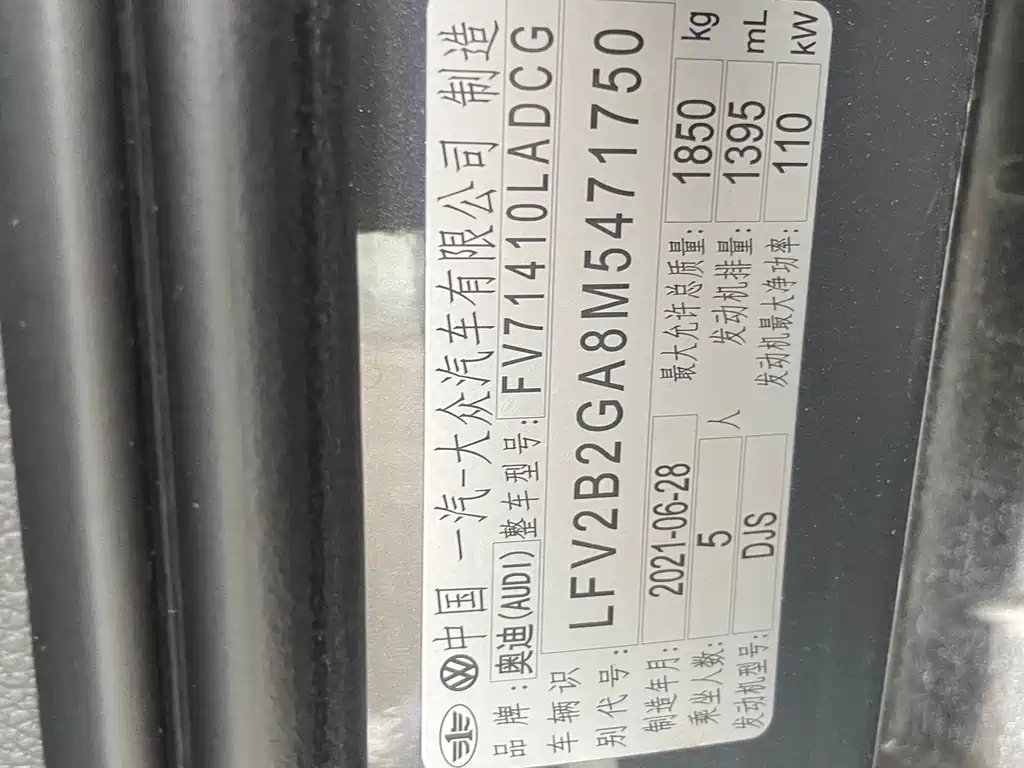 中国 一汽-大众汽车有限公司 制造
品牌: 奥迪(AUDI) 整车型号: FV71410LADCG
车辆识别代号: LFV2B2GA8M5471750
制造年月: 2021-06-28 最大允许总质量: 1850 kg
乘坐人数: 5 人 发动机排量: 1395 mL
发动机型号: DJS 发动机最大净功率: 110 kW